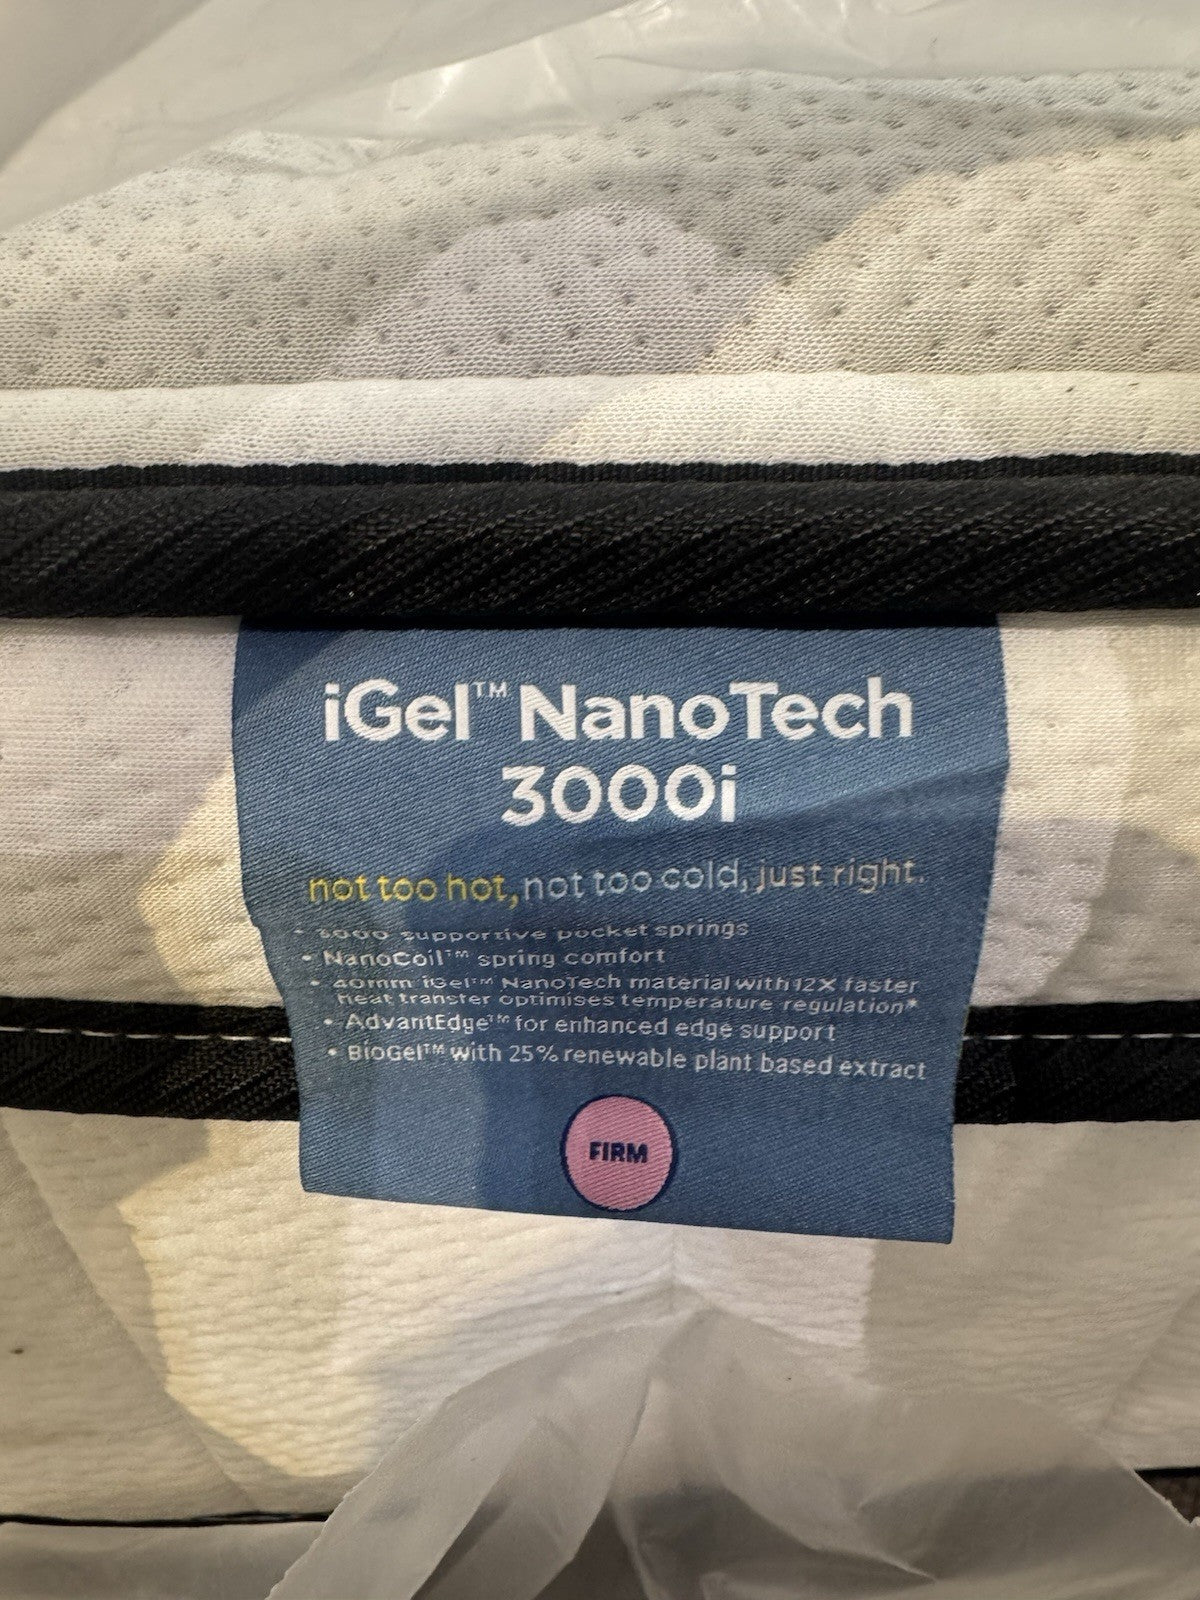 iGel™ NanoTech
3000i
not too hot, not too cold, just right.
• 3000 supportive pocket springs
• NanoCoil™ spring comfort
• 40mm iGel™ NanoTech material with 12X faster
heat transfer optimises temperature regulation*
• AdvantEdge™ for enhanced edge support
• BioGel™ with 25% renewable plant based extract
FIRM